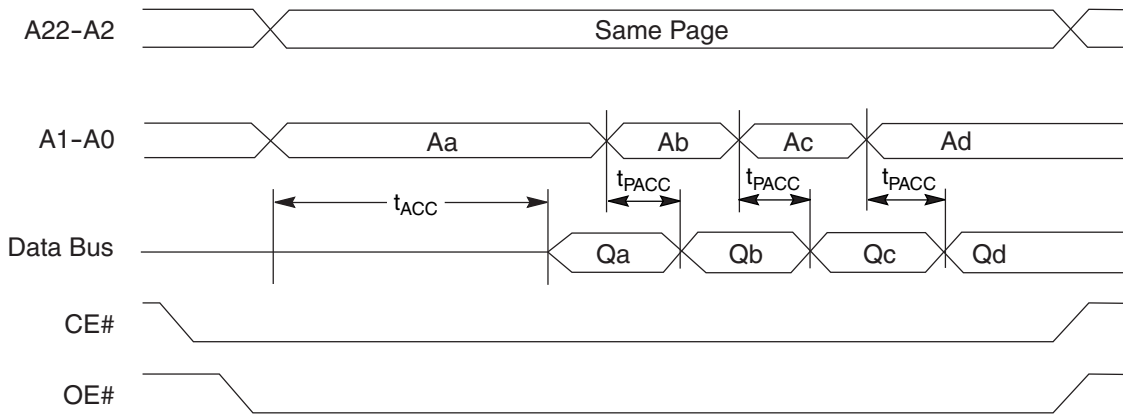 A22-A2 Same Page
A1-A0 Aa Ab Ac Ad
tPACC tPACC tPACC
tACC
Data Bus Qa Qb Qc Qd
CE#
OE#